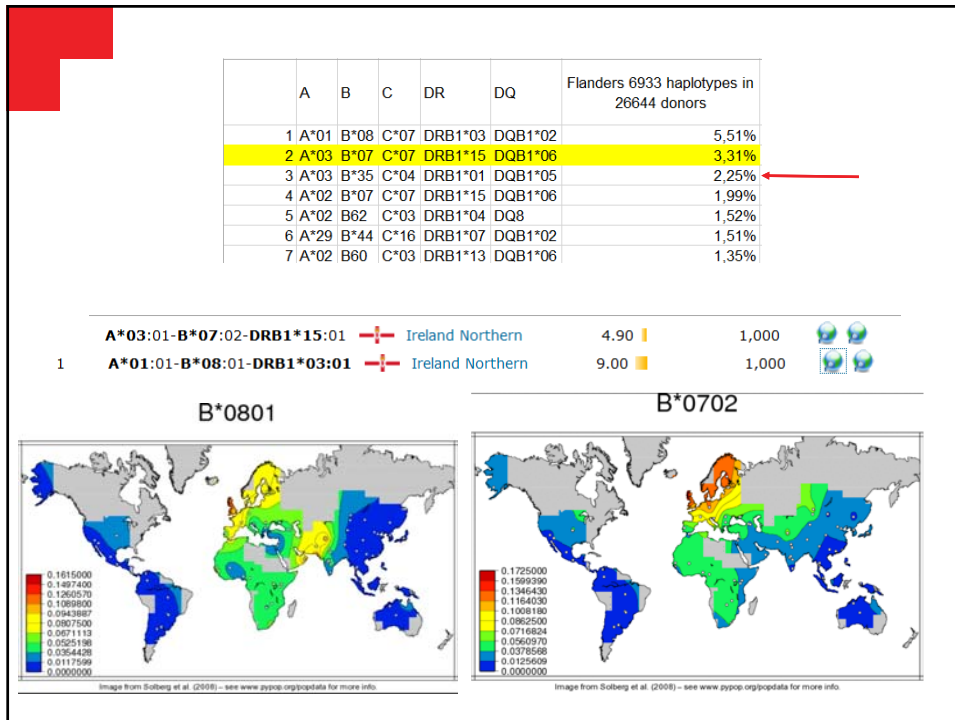 A B C DR DQ Flanders 6933 haplotypes in
26644 donors
1 A*01 B*08 C*07 DRB1*03 DQB1*02 5,51%
2 A*03 B*07 C*07 DRB1*15 DQB1*06 3,31%
3 A*03 B*35 C*04 DRB1*01 DQB1*05 2,25%
4 A*02 B*07 C*07 DRB1*15 DQB1*06 1,99%
5 A*02 B62 C*03 DRB1*04 DQ8 1,52%
6 A*29 B*44 C*16 DRB1*07 DQB1*02 1,51%
7 A*02 B60 C*03 DRB1*13 DQB1*06 1,35%
A*03:01-B*07:02-DRB1*15:01 Ireland Northern 4.90 1,000
1 A*01:01-B*08:01-DRB1*03:01 Ireland Northern 9.00 1,000
B*0801
0.1615000
0.1497400
0.1260570
0.1089800
0.0943887
0.0807500
0.0671113
0.0525198
0.0354428
0.0117599
0.0000000
Image from Solberg et al. (2008) – see www.pypop.org/popdata for more info.
B*0702
0.1725000
0.1599390
0.1346430
0.1164030
0.1008180
0.0862500
0.0716824
0.0560970
0.0378568
0.0125609
0.0000000
Image from Solberg et al. (2008) – see www.pypop.org/popdata for more info.